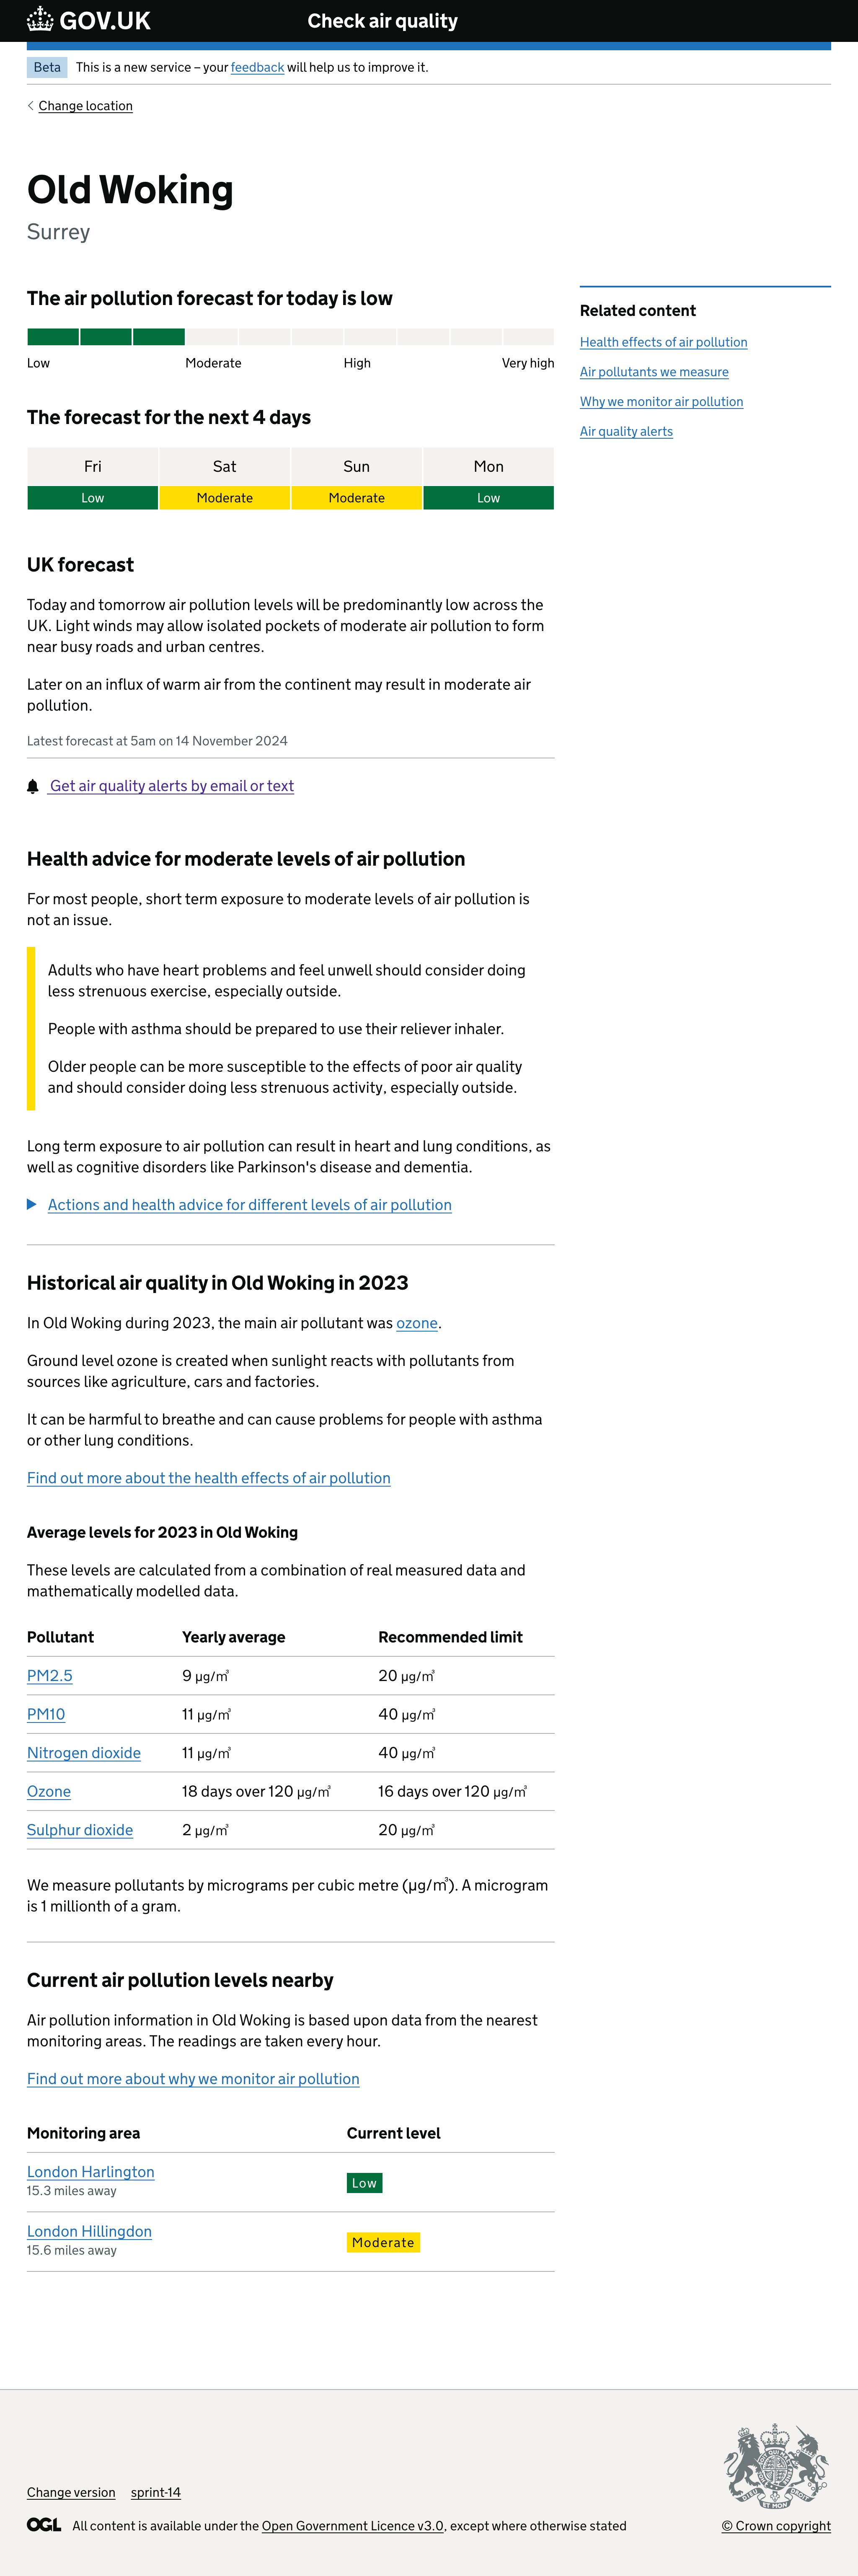 GOV.UK
Check air quality
Beta This is a new service – your feedback will help us to improve it.
Change location
Old Woking
Surrey
The air pollution forecast for today is low
Low Moderate High Very high
The forecast for the next 4 days
Fri Sat Sun Mon
Low Moderate Moderate Low
UK forecast
Today and tomorrow air pollution levels will be predominantly low across the
UK. Light winds may allow isolated pockets of moderate air pollution to form
near busy roads and urban centres.
Later on an influx of warm air from the continent may result in moderate air
pollution.
Latest forecast at 5am on 14 November 2024
Get air quality alerts by email or text
Health advice for moderate levels of air pollution
For most people, short term exposure to moderate levels of air pollution is
not an issue.
Adults who have heart problems and feel unwell should consider doing
less strenuous exercise, especially outside.
People with asthma should be prepared to use their reliever inhaler.
Older people can be more susceptible to the effects of poor air quality
and should consider doing less strenuous activity, especially outside.
Long term exposure to air pollution can result in heart and lung conditions, as
well as cognitive disorders like Parkinson's disease and dementia.
Actions and health advice for different levels of air pollution
Historical air quality in Old Woking in 2023
In Old Woking during 2023, the main air pollutant was ozone.
Ground level ozone is created when sunlight reacts with pollutants from
sources like agriculture, cars and factories.
It can be harmful to breathe and can cause problems for people with asthma
or other lung conditions.
Find out more about the health effects of air pollution
Average levels for 2023 in Old Woking
These levels are calculated from a combination of real measured data and
mathematically modelled data.
Pollutant Yearly average Recommended limit
PM2.5 9 µg/m³ 20 µg/m³
PM10 11 µg/m³ 40 µg/m³
Nitrogen dioxide 11 µg/m³ 40 µg/m³
Ozone 18 days over 120 µg/m³ 16 days over 120 µg/m³
Sulphur dioxide 2 µg/m³ 20 µg/m³
We measure pollutants by micrograms per cubic metre (µg/m³). A microgram
is 1 millionth of a gram.
Current air pollution levels nearby
Air pollution information in Old Woking is based upon data from the nearest
monitoring areas. The readings are taken every hour.
Find out more about why we monitor air pollution
Monitoring area Current level
London Harlington Low
15.3 miles away
London Hillingdon Moderate
15.6 miles away
Related content
Health effects of air pollution
Air pollutants we measure
Why we monitor air pollution
Air quality alerts
Change version sprint-14
OGL All content is available under the Open Government Licence v3.0, except where otherwise stated
© Crown copyright